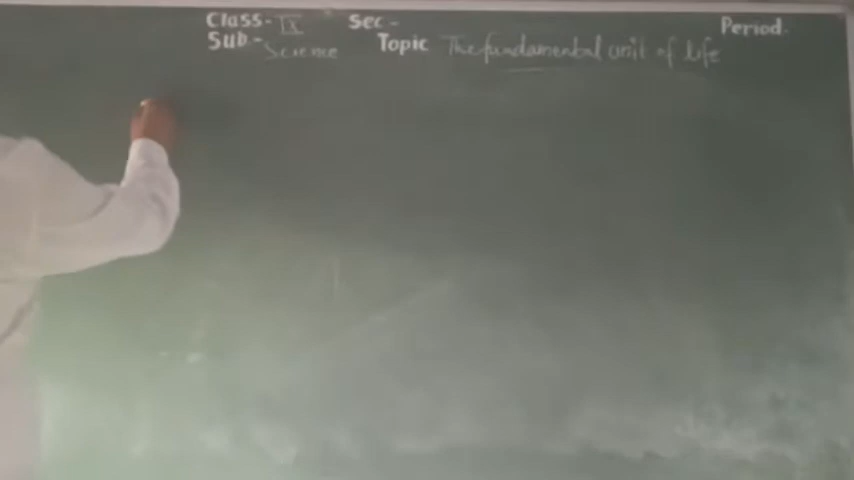 Class- IX Sec - Period-
Sub- Science Topic The fundamental unit of life